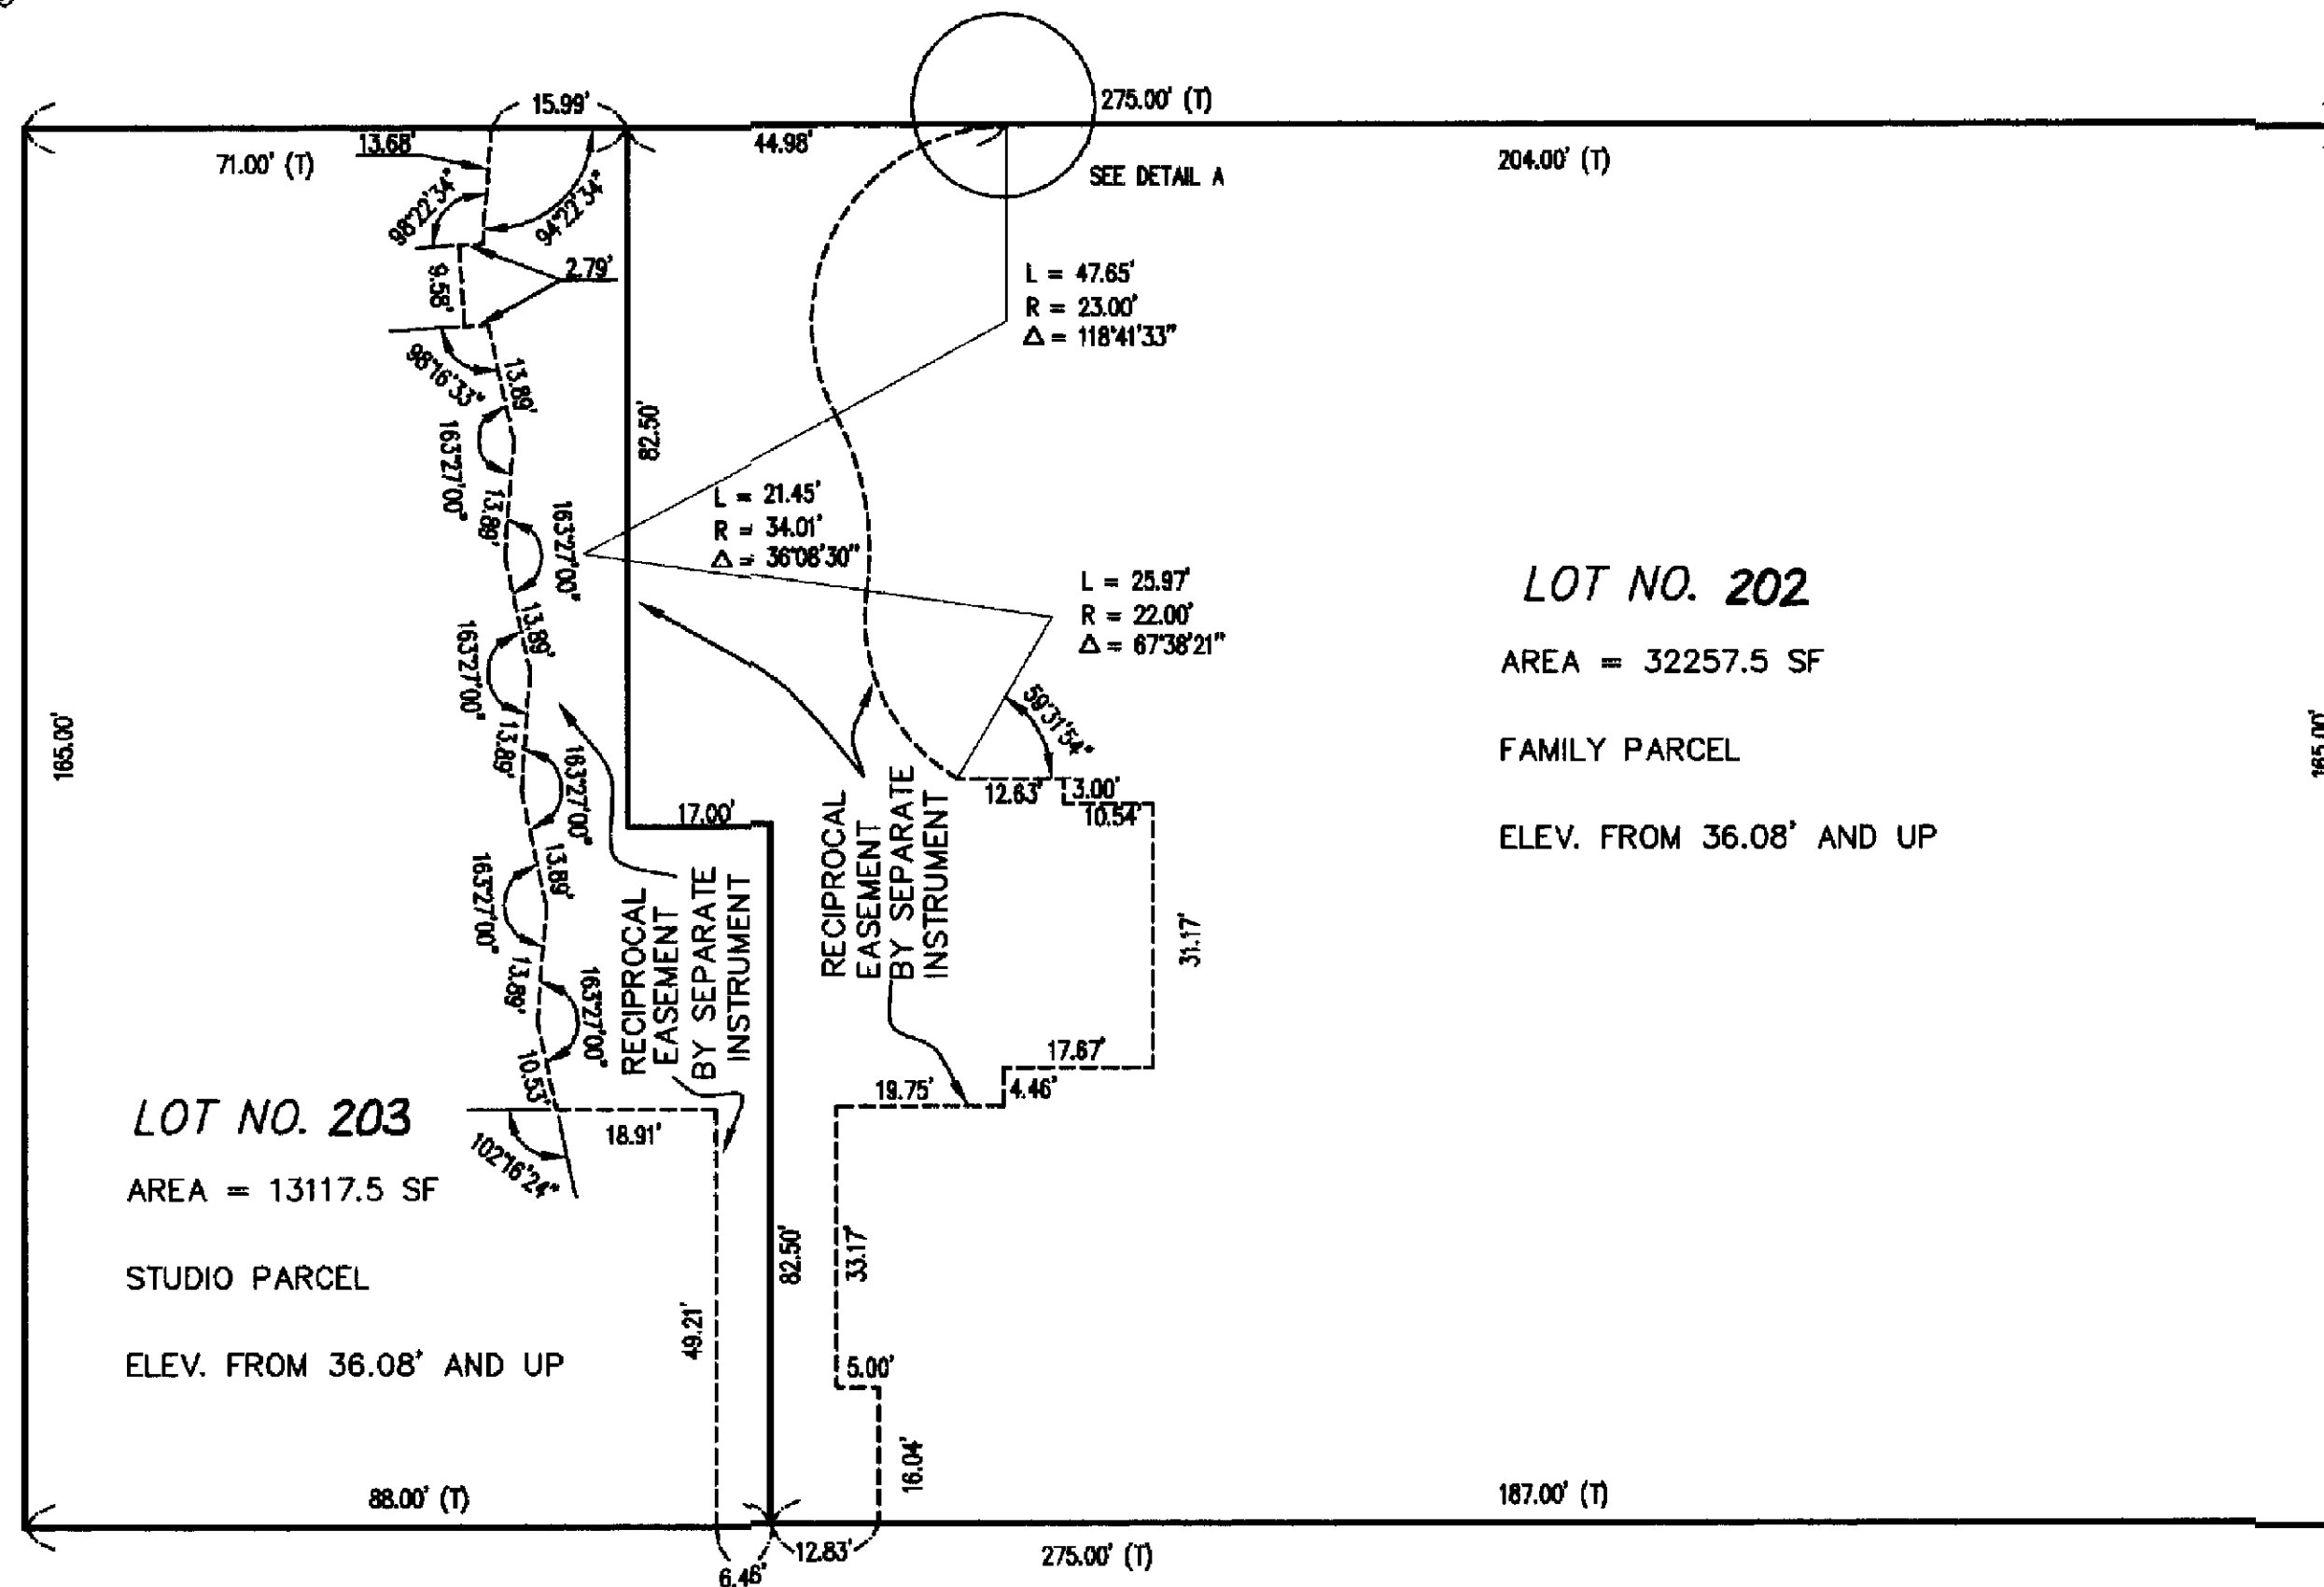 15.99'
275.00' (T)
13.68'
71.00' (T)
44.98'
SEE DETAIL A
204.00' (T)
98°22'34"
94°22'34"
2.79'
9.58'
L = 47.65'
R = 23.00'
Δ = 118°41'33"
98°16'33"
13.89'
163°27'00"
82.50'
13.89'
163°27'00"
L = 21.45'
R = 34.01'
Δ = 36°08'30"
L = 25.97'
R = 22.00'
Δ = 67°38'21"
LOT NO. 202
AREA = 32257.5 SF
FAMILY PARCEL
ELEV. FROM 36.08' AND UP
13.89'
163°27'00"
59°31'54"
165.00'
165.00'
13.89'
163°27'00"
12.63'
3.00'
10.54'
17.00'
RECIPROCAL
EASEMENT
BY SEPARATE
INSTRUMENT
13.89'
163°27'00"
RECIPROCAL
EASEMENT
BY SEPARATE
INSTRUMENT
31.17'
13.89'
163°27'00"
10.53'
17.67'
19.75'
4.46'
LOT NO. 203
AREA = 13117.5 SF
STUDIO PARCEL
ELEV. FROM 36.08' AND UP
18.91'
102°16'24"
82.50'
33.17'
49.21'
5.00'
16.04'
88.00' (T)
187.00' (T)
6.46'
12.83'
275.00' (T)